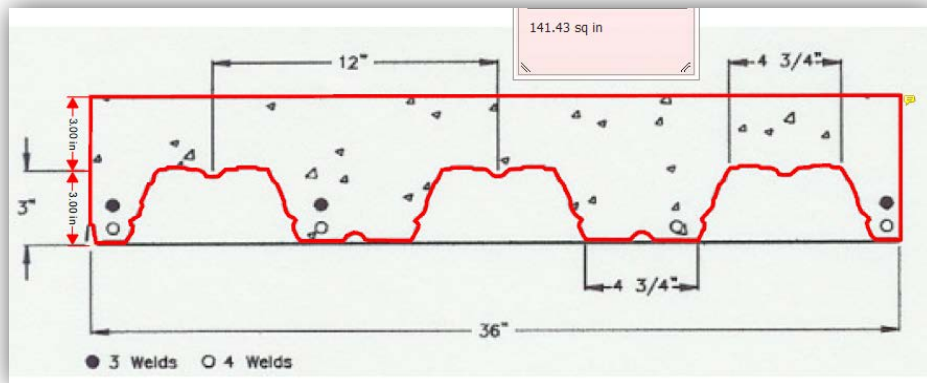 141.43 sq in
12"
4 3/4"
3.00 in
3.00 in
3"
4 3/4"
36"
3 Welds
4 Welds